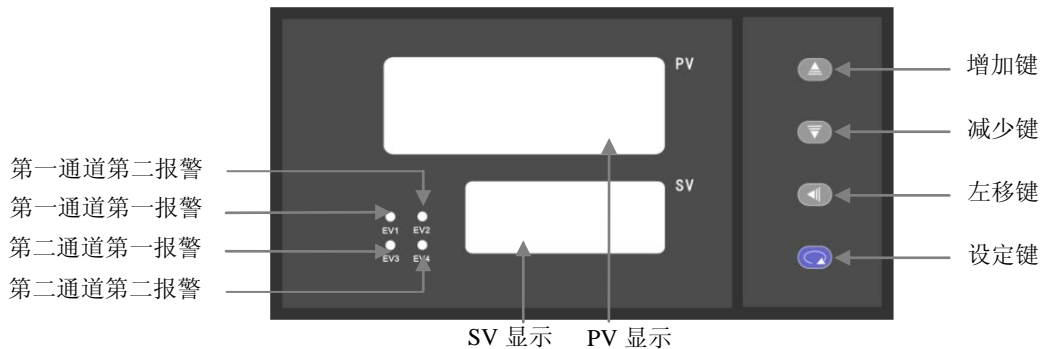 PV
增加键
减少键
第一通道第二报警
SV
左移键
第一通道第一报警
EV1 EV2
第二通道第一报警
EV3 EV4
设定键
第二通道第二报警
SV 显示 PV 显示